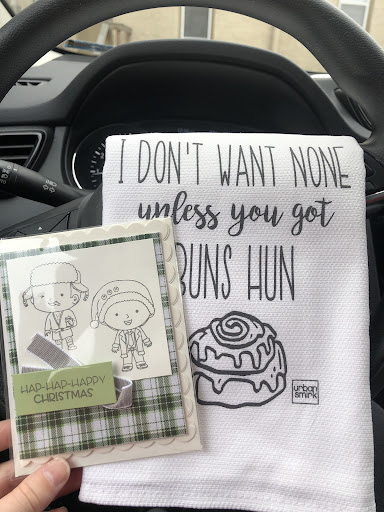 I DON'T WANT NONE
unless you got
BUNS HUN
urban
smirk
HAP-HAP-HAPPY
CHRISTMAS